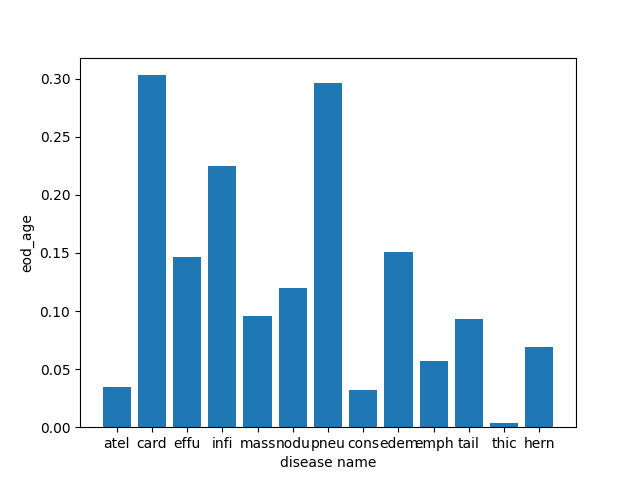 0.30
0.25
0.20
0.15
0.10
0.05
0.00
eod_age
atel card effu infi mass nodu pneu cons edem emph tail thic hern
disease name